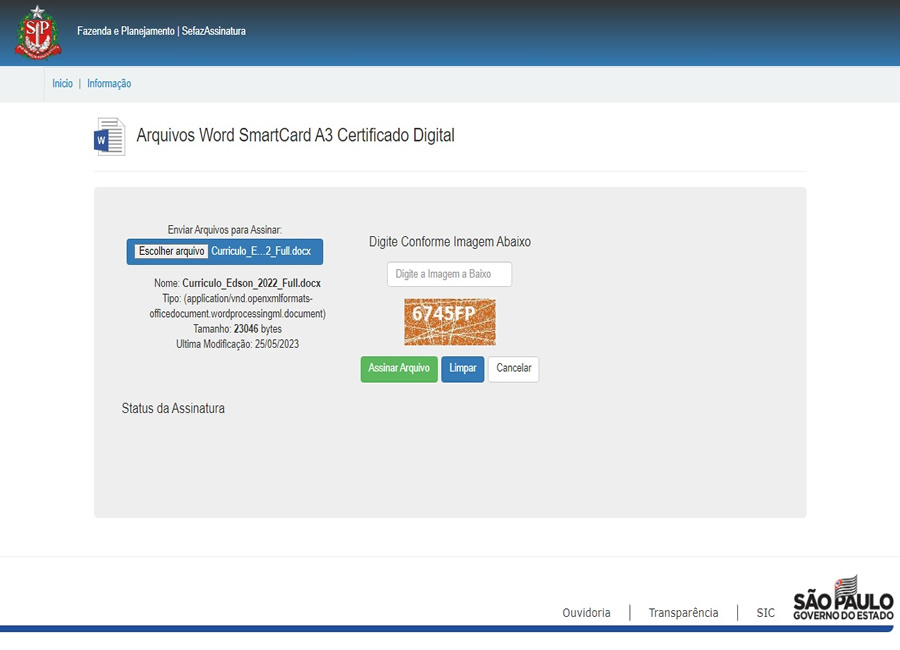 SP
Fazenda e Planejamento | SefazAssinatura
Inicio | Informação
W
Arquivos Word SmartCard A3 Certificado Digital
Enviar Arquivos para Assinar:
Escolher arquivo Curriculo_E...2_Full.docx
Nome: Curriculo_Edson_2022_Full.docx
Tipo: (application/vnd.openxmlformats-
officedocument.wordprocessingml.document)
Tamanho: 23046 bytes
Ultima Modificação: 25/05/2023
Digite Conforme Imagem Abaixo
Digite a Imagem a Baixo
6745FP
Assinar Arquivo
Limpar
Cancelar
Status da Assinatura
Ouvidoria | Transparência | SIC
SÃO PAULO
GOVERNO DO ESTADO